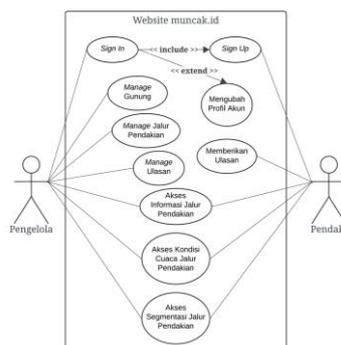 Website muncak.id
Sign In
<< include >>
Sign Up
<< extend >>
Manage
Gunung
Mengubah
Profil Akun
Manage Jalur
Pendakian
Memberikan
Ulasan
Manage
Ulasan
Pengelola
Pendak
Akses
Informasi Jalur
Pendakian
Akses Kondisi
Cuaca Jalur
Pendakian
Akses
Segmentasi Jalur
Pendakian